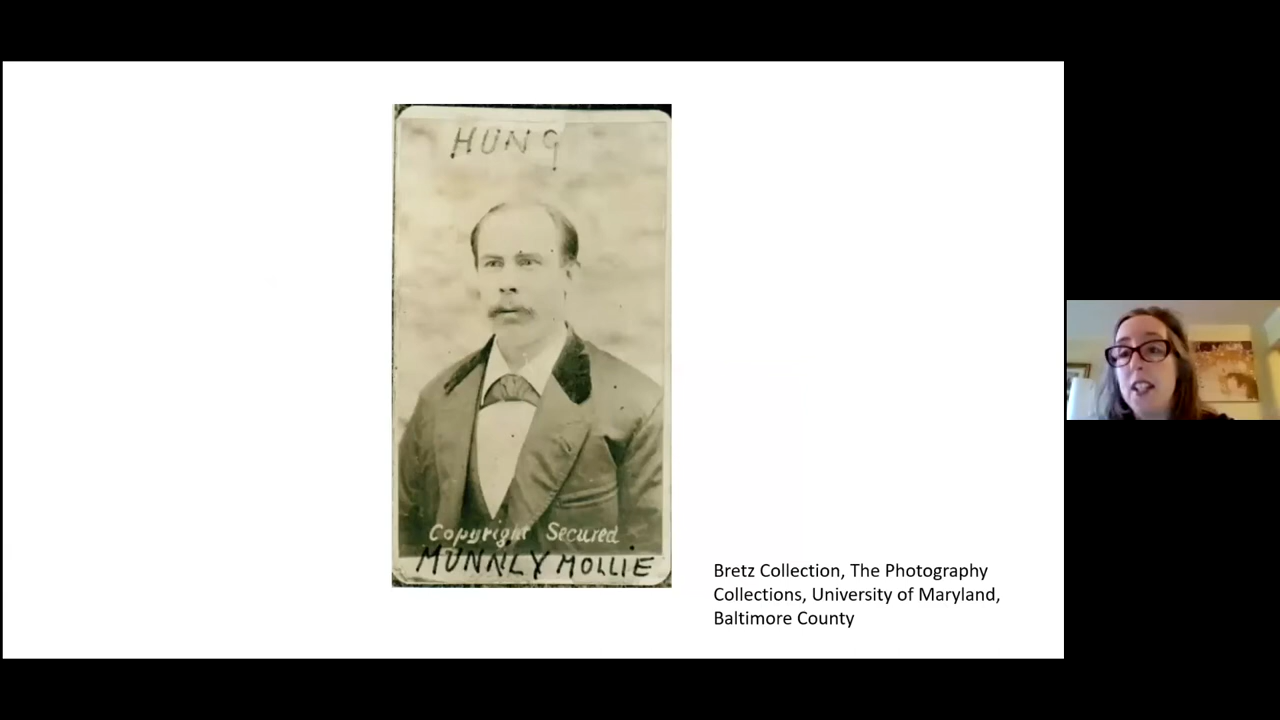 HUNG
Copyright Secured
MUNNLY MOLLIE
Bretz Collection, The Photography
Collections, University of Maryland,
Baltimore County